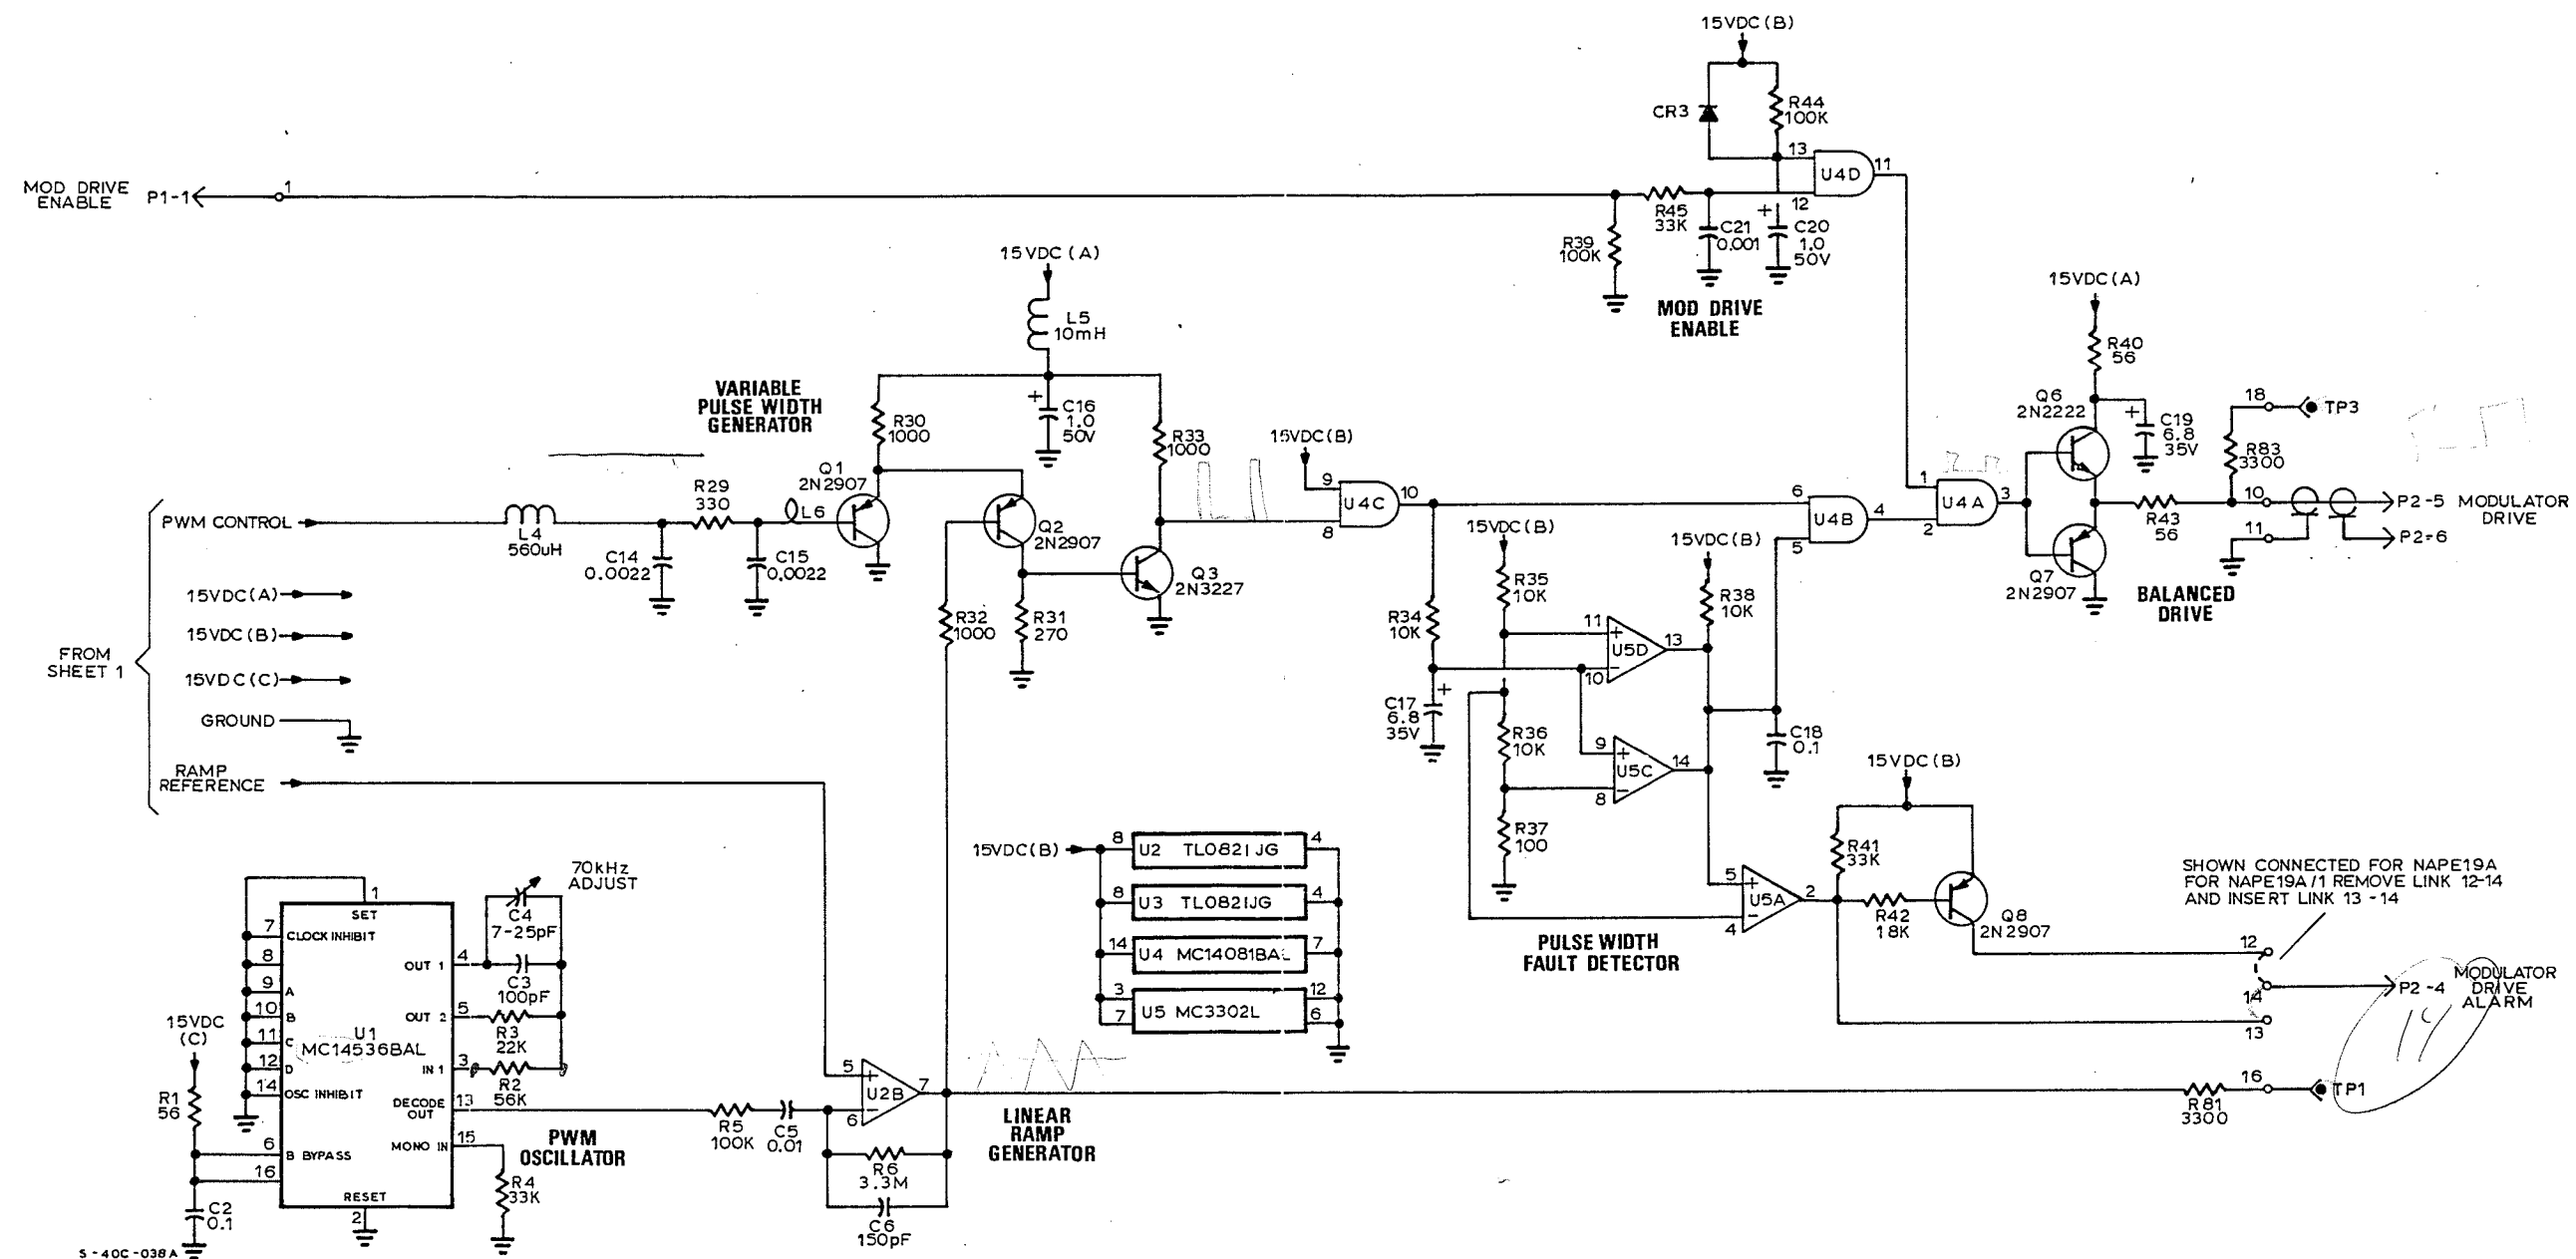 15VDC(B)
CR3
R44
100K
13
U4D
11
12
MOD DRIVE
ENABLE
P1-1
1
R45
33K
R39
100K
C21
0.001
+
C20
1.0
50V
MOD DRIVE
ENABLE
15VDC(A)
L5
10mH
VARIABLE
PULSE WIDTH
GENERATOR
R30
1000
+
C16
1.0
50V
R33
1000
15VDC(A)
R40
56
Q6
2N2222
+
C19
6.8
35V
18
TP3
R83
3300
PWM CONTROL
L4
560uH
R29
330
L6
C14
0.0022
C15
0.0022
Q1
2N2907
Q2
2N2907
Q3
2N3227
R32
1000
R31
270
15VDC(B)
9
8
U4C
10
6
5
U4B
4
1
2
U4A
3
R43
56
10
11
P2-5
P2-6
MODULATOR
DRIVE
Q7
2N2907
BALANCED
DRIVE
15VDC(B)
R35
10K
15VDC(B)
R38
10K
R34
10K
11
+
U5D
13
-
10
C17
6.8
35V
+
R36
10K
9
+
U5C
14
-
8
C18
0.1
R37
100
FROM
SHEET 1
15VDC(A)
15VDC(B)
15VDC(C)
GROUND
RAMP
REFERENCE
15VDC(B)
R41
33K
5
+
U5A
2
-
4
R42
18K
Q8
2N2907
PULSE WIDTH
FAULT DETECTOR
SHOWN CONNECTED FOR NAPE19A
FOR NAPE19A/1 REMOVE LINK 12-14
AND INSERT LINK 13-14
12
14
13
P2-4
MODULATOR
DRIVE
ALARM
15VDC(B)
8 U2 TL0821JG 4
8 U3 TL0821JG 4
14 U4 MC14081BAL 7
3 U5 MC3302L 12
7 6
70kHz
ADJUST
C4
7-25pF
C3
100pF
R3
22K
R2
56K
1
SET
7 CLOCK INHIBIT
8
OUT 1 4
9 A
10 B
OUT 2 5
11 C
U1
MC14536BAL
12 D
IN 1 3
14 OSC INHIBIT
DECODE
OUT 13
MONO IN 15
6 B BYPASS
16
RESET
2
15VDC
(C)
R1
56
C2
0.1
R4
33K
PWM
OSCILLATOR
R5
100K
C5
0.01
5
+
U2B
7
-
6
R6
3.3M
C6
150pF
LINEAR
RAMP
GENERATOR
R81
3300
16
TP1
S-40C-038A